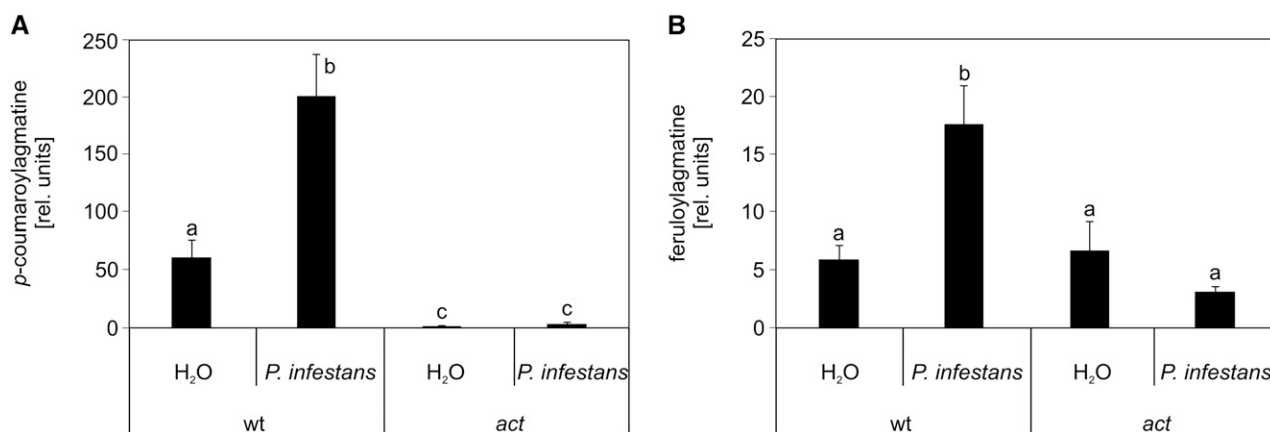 A
p-coumaroylagmatine
[rel. units]
250
200
150
100
50
0
a
b
c
c
H₂O
P. infestans
H₂O
P. infestans
wt
act
B
feruloylagmatine
[rel. units]
25
20
15
10
5
0
a
b
a
a
H₂O
P. infestans
H₂O
P. infestans
wt
act